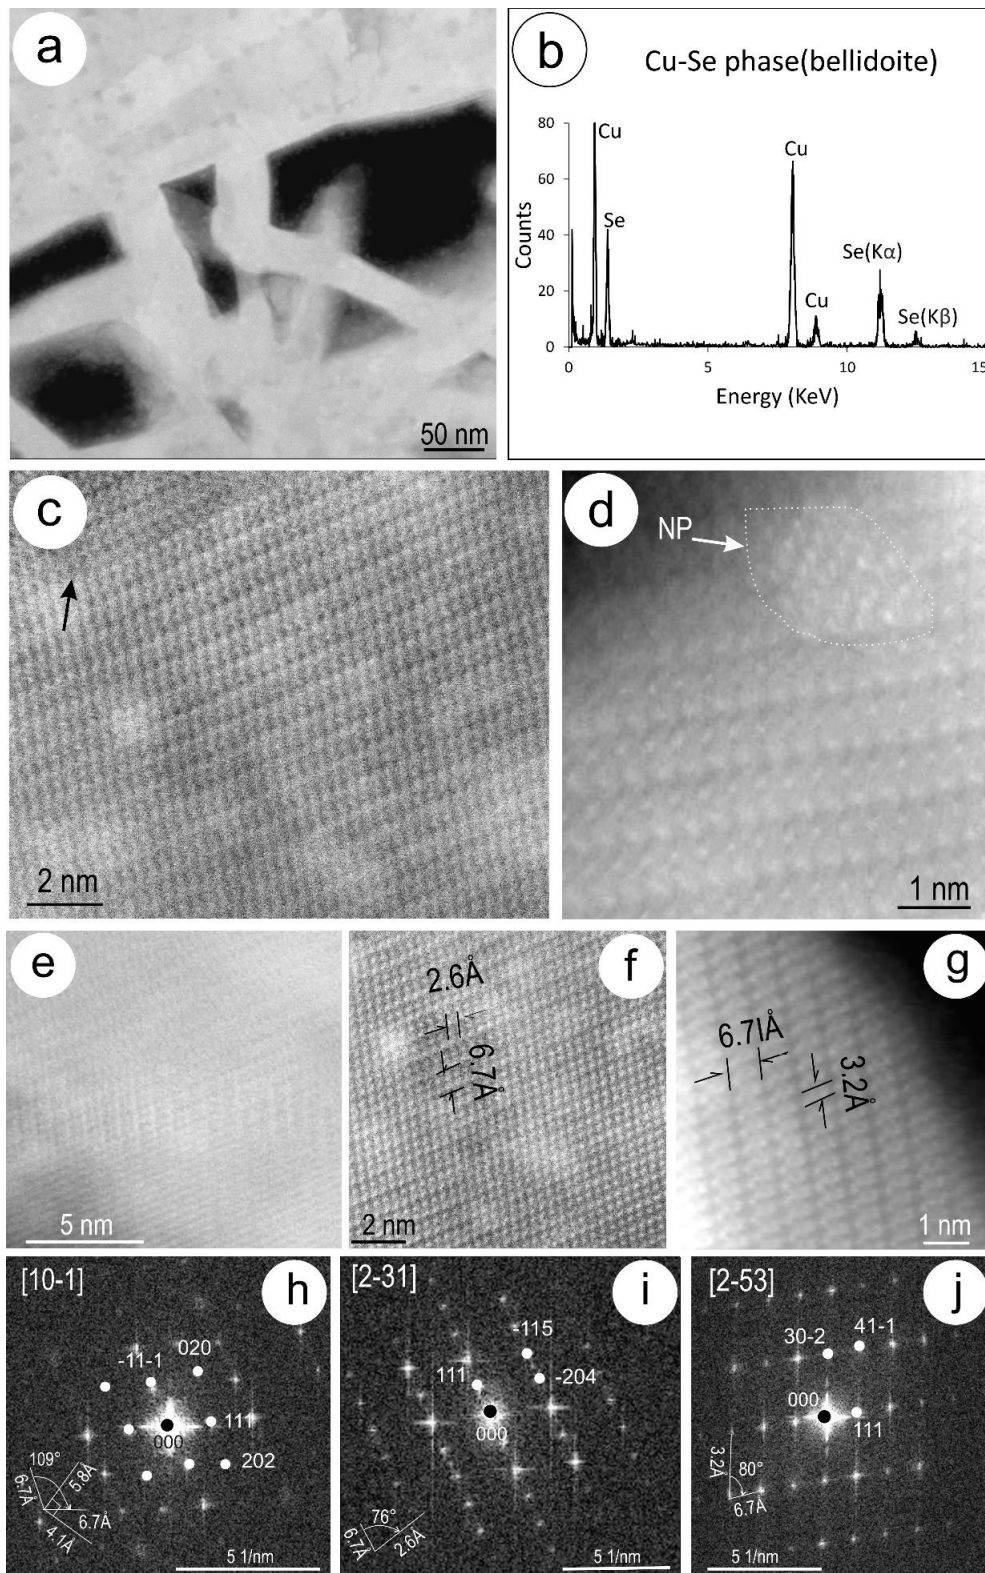 a
50 nm
b
Cu-Se phase(bellidoite)
80
60
40
20
0
Counts
Cu
Se
Cu
Cu
Se(Kα)
Se(Kβ)
0
5
10
15
Energy (KeV)
c
2 nm
d
NP
1 nm
e
5 nm
f
2.6Å
6.7Å
2 nm
g
6.7IÅ
3.2Å
1 nm
[10-1]
h
020
-11-1
111
000
202
109°
5.8Å
6.7Å
6.7Å
4.1Å
5 1/nm
[2-31]
i
-115
111
-204
000
76°
6.7Å
2.6Å
5 1/nm
[2-53]
j
30-2
41-1
000
111
3.2Å
80°
6.7Å
5 1/nm